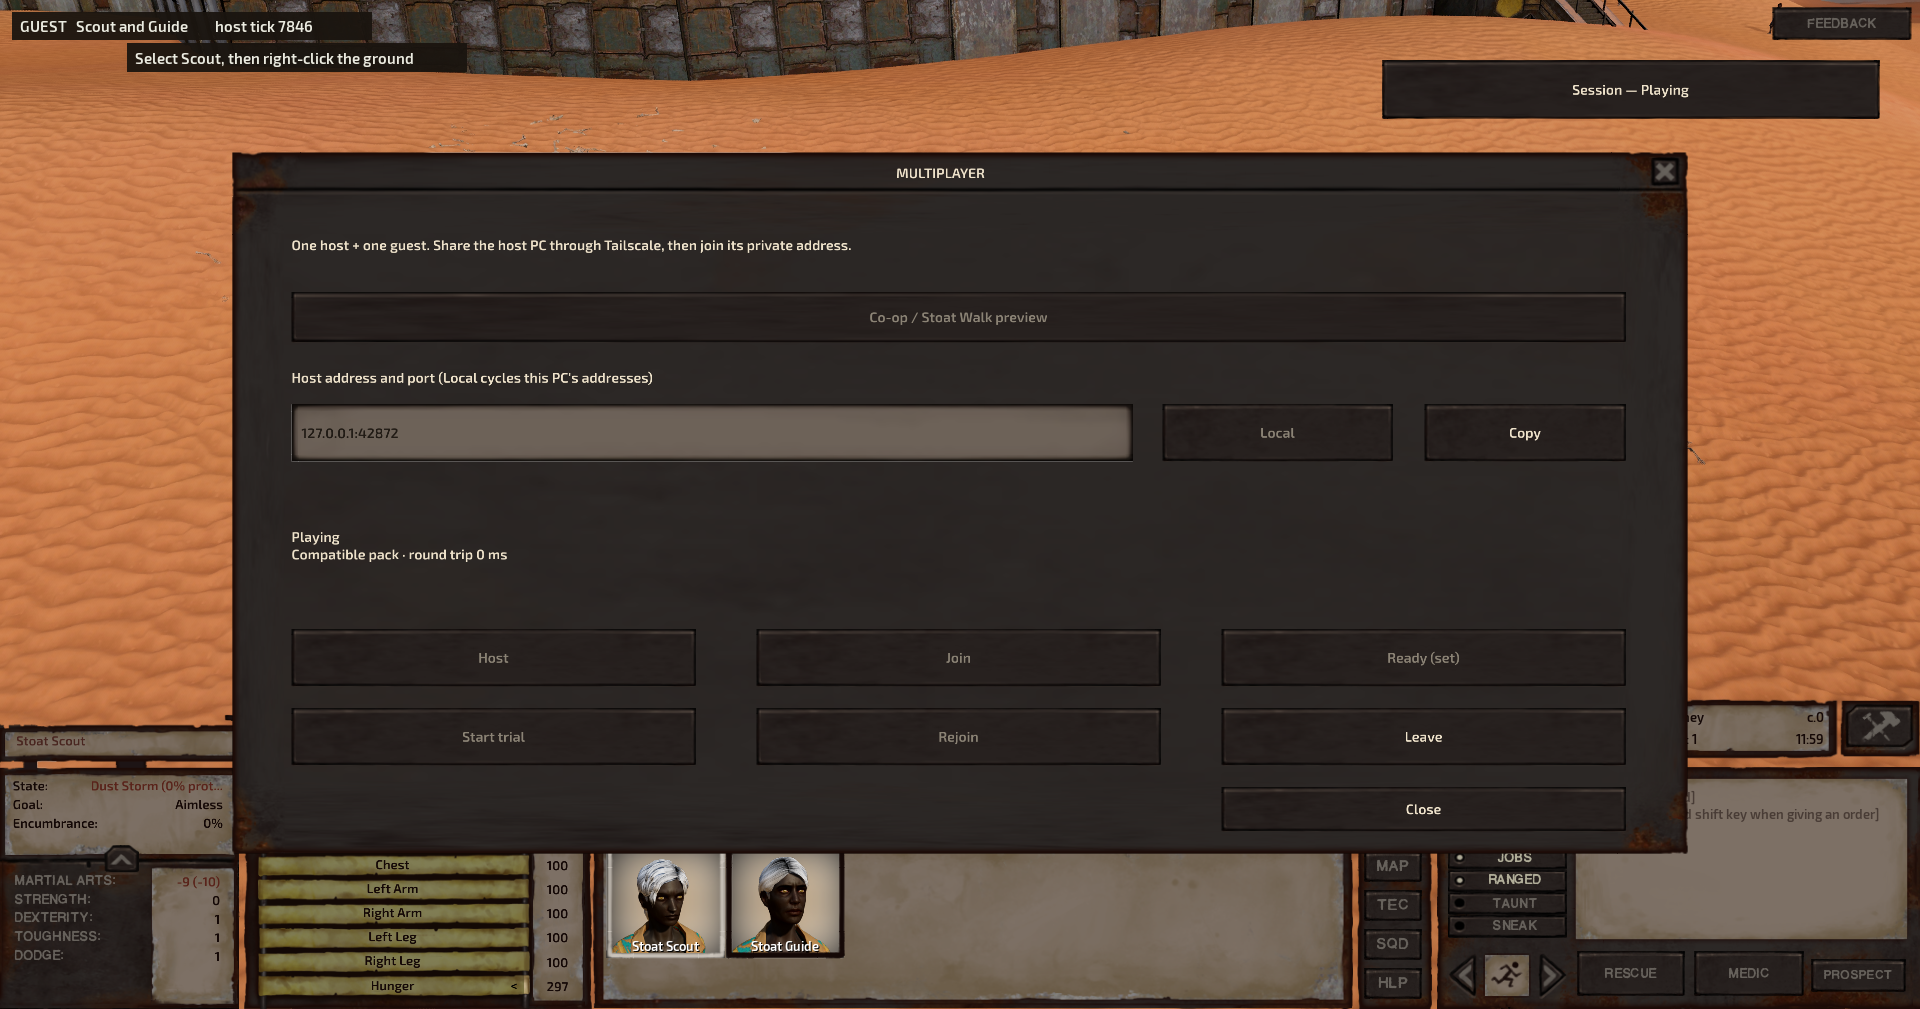 GUEST Scout and Guide host tick 7846
FEEDBACK
Select Scout, then right-click the ground
Session — Playing
MULTIPLAYER
One host + one guest. Share the host PC through Tailscale, then join its private address.
Co-op / Stoat Walk preview
Host address and port (Local cycles this PC's addresses)
127.0.0.1:42872
Local
Copy
Playing
Compatible pack · round trip 0 ms
Host
Join
Ready (set)
Start trial
Rejoin
Leave
Close
Stoat Scout
State: Dust Storm (0% prot...
Goal: Aimless
Encumbrance: 0%
MARTIAL ARTS: -9 (-10)
STRENGTH: 0
DEXTERITY: 1
TOUGHNESS: 1
DODGE: 1
Chest 100
Left Arm 100
Right Arm 100
Left Leg 100
Right Leg 100
Hunger < 297
Stoat Scout
Stoat Guide
MAP
TEC
SQD
HLP
c.0
1 11:59
shift key when giving an order]
JOBS
RANGED
TAUNT
SNEAK
RESCUE
MEDIC
PROSPECT